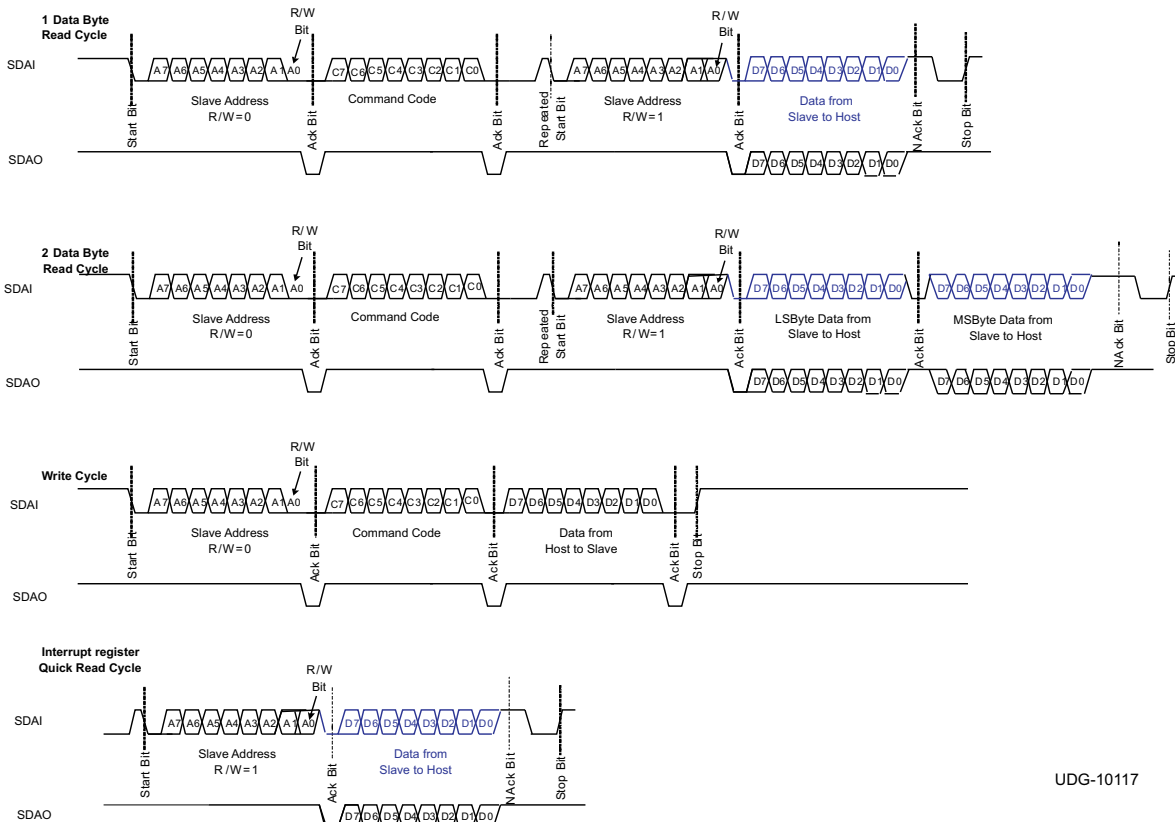 1 Data Byte
Read Cycle
R/W
Bit
R/W
Bit
SDAI
A7 A6 A5 A4 A3 A2 A1 A0
C7 C6 C5 C4 C3 C2 C1 C0
A7 A6 A5 A4 A3 A2 A1 A0
D7 D6 D5 D4 D3 D2 D1 D0
Start Bit
Slave Address
R/W=0
Ack Bit
Command Code
Ack Bit
Repeated
Start Bit
Slave Address
R/W=1
Ack Bit
Data from
Slave to Host
NAck Bit
Stop Bit
SDAO
D7 D6 D5 D4 D3 D2 D1 D0
2 Data Byte
Read Cycle
R/W
Bit
R/W
Bit
SDAI
A7 A6 A5 A4 A3 A2 A1 A0
C7 C6 C5 C4 C3 C2 C1 C0
A7 A6 A5 A4 A3 A2 A1 A0
D7 D6 D5 D4 D3 D2 D1 D0
D7 D6 D5 D4 D3 D2 D1 D0
Start Bit
Slave Address
R/W=0
Ack Bit
Command Code
Ack Bit
Repeated
Start Bit
Slave Address
R/W=1
Ack Bit
LSByte Data from
Slave to Host
Ack Bit
MSByte Data from
Slave to Host
NAck Bit
Stop Bit
SDAO
D7 D6 D5 D4 D3 D2 D1 D0
D7 D6 D5 D4 D3 D2 D1 D0
Write Cycle
R/W
Bit
SDAI
A7 A6 A5 A4 A3 A2 A1 A0
C7 C6 C5 C4 C3 C2 C1 C0
D7 D6 D5 D4 D3 D2 D1 D0
Start Bit
Slave Address
R/W=0
Ack Bit
Command Code
Ack Bit
Data from
Host to Slave
Ack Bit
Stop Bit
SDAO
Interrupt register
Quick Read Cycle
R/W
Bit
SDAI
A7 A6 A5 A4 A3 A2 A1 A0
D7 D6 D5 D4 D3 D2 D1 D0
Start Bit
Slave Address
R/W=1
Ack Bit
Data from
Slave to Host
NAck Bit
Stop Bit
UDG-10117
SDAO
D7 D6 D5 D4 D3 D2 D1 D0